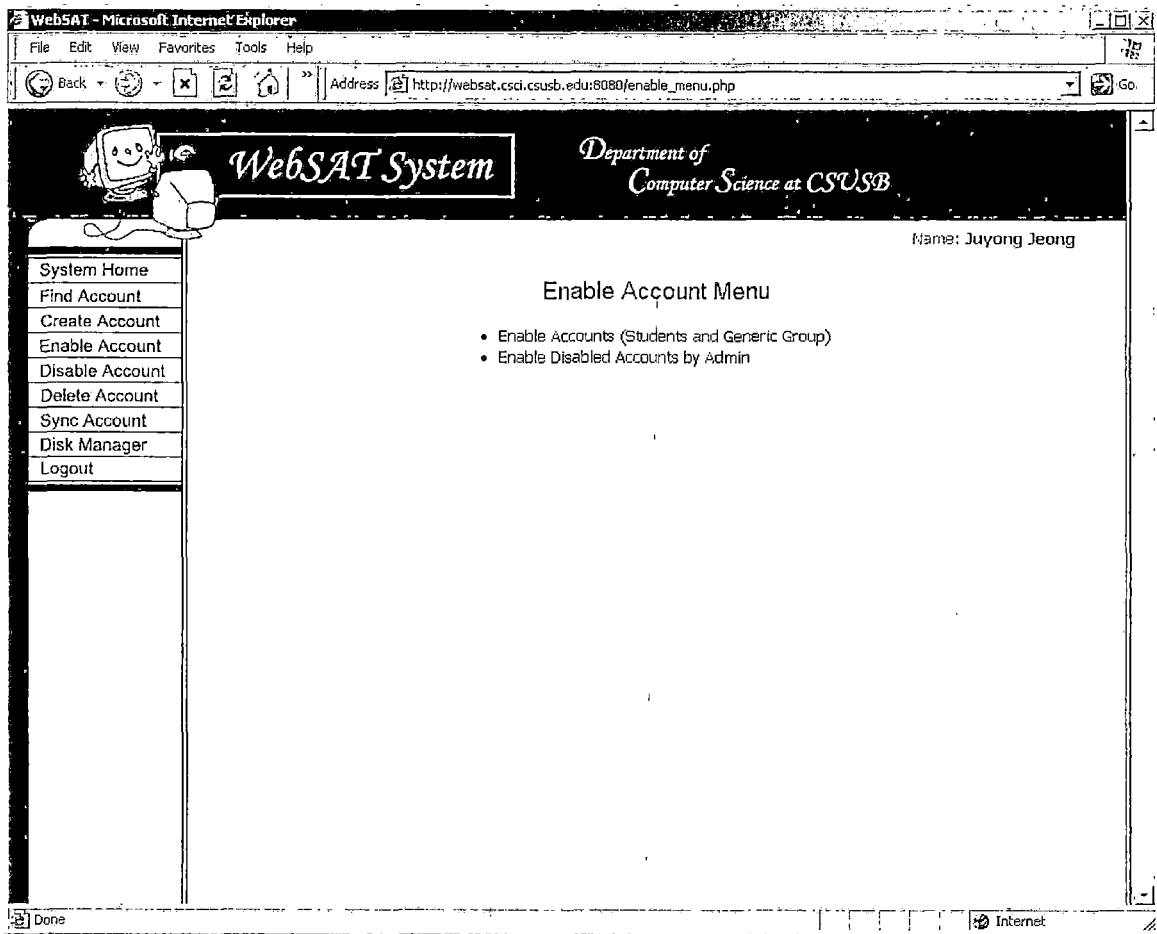 WebSAT - Microsoft Internet Explorer
File Edit View Favorites Tools Help
Back » Address http://websat.csci.csusb.edu:8080/enable_menu.php Go
WebSAT System
Department of
Computer Science at CSUSB
Name: Juyong Jeong
System Home
Find Account
Create Account
Enable Account
Disable Account
Delete Account
Sync Account
Disk Manager
Logout
Enable Account Menu
• Enable Accounts (Students and Generic Group)
• Enable Disabled Accounts by Admin
Done Internet